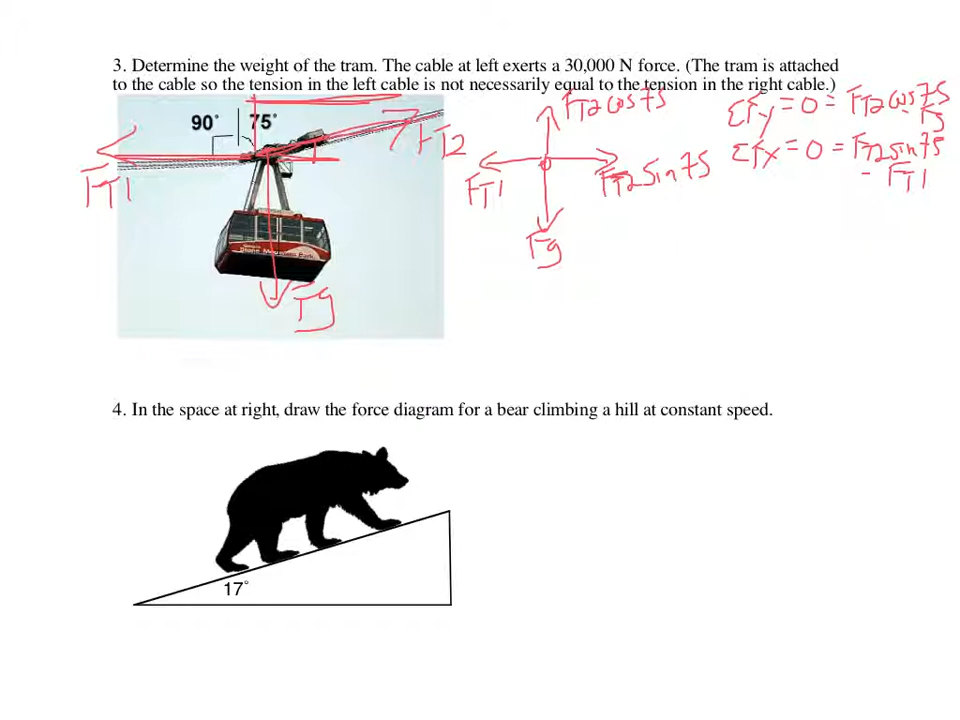 3. Determine the weight of the tram. The cable at left exerts a 30,000 N force. (The tram is attached
to the cable so the tension in the left cable is not necessarily equal to the tension in the right cable.)
90° 75°
FT1
FT2
Fg
FT2 cos 75
FT1
FT2 sin 75
Fg
ΣFy = 0 = FT2 cos 75
- Fg
ΣFx = 0 = FT2 sin 75
- FT1
Stone Mountain Park
4. In the space at right, draw the force diagram for a bear climbing a hill at constant speed.
17°